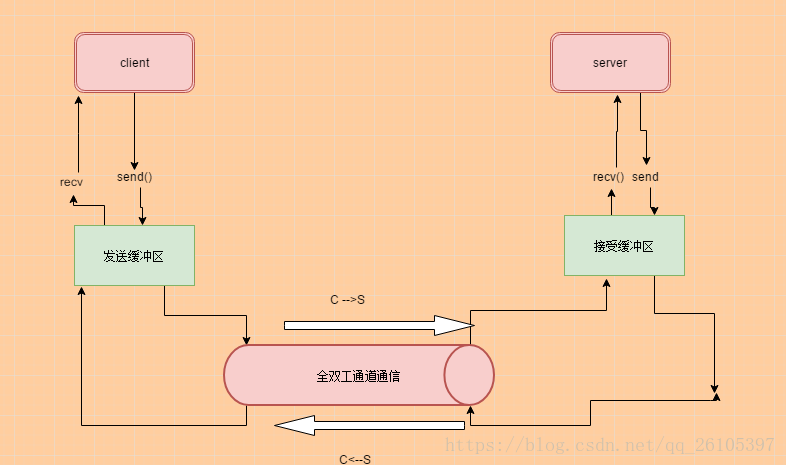 client
server
recv
send()
recv()
send
发送缓冲区
接受缓冲区
C -->S
全双工通道通信
C<--S
https://blog.csdn.net/qq_26105397